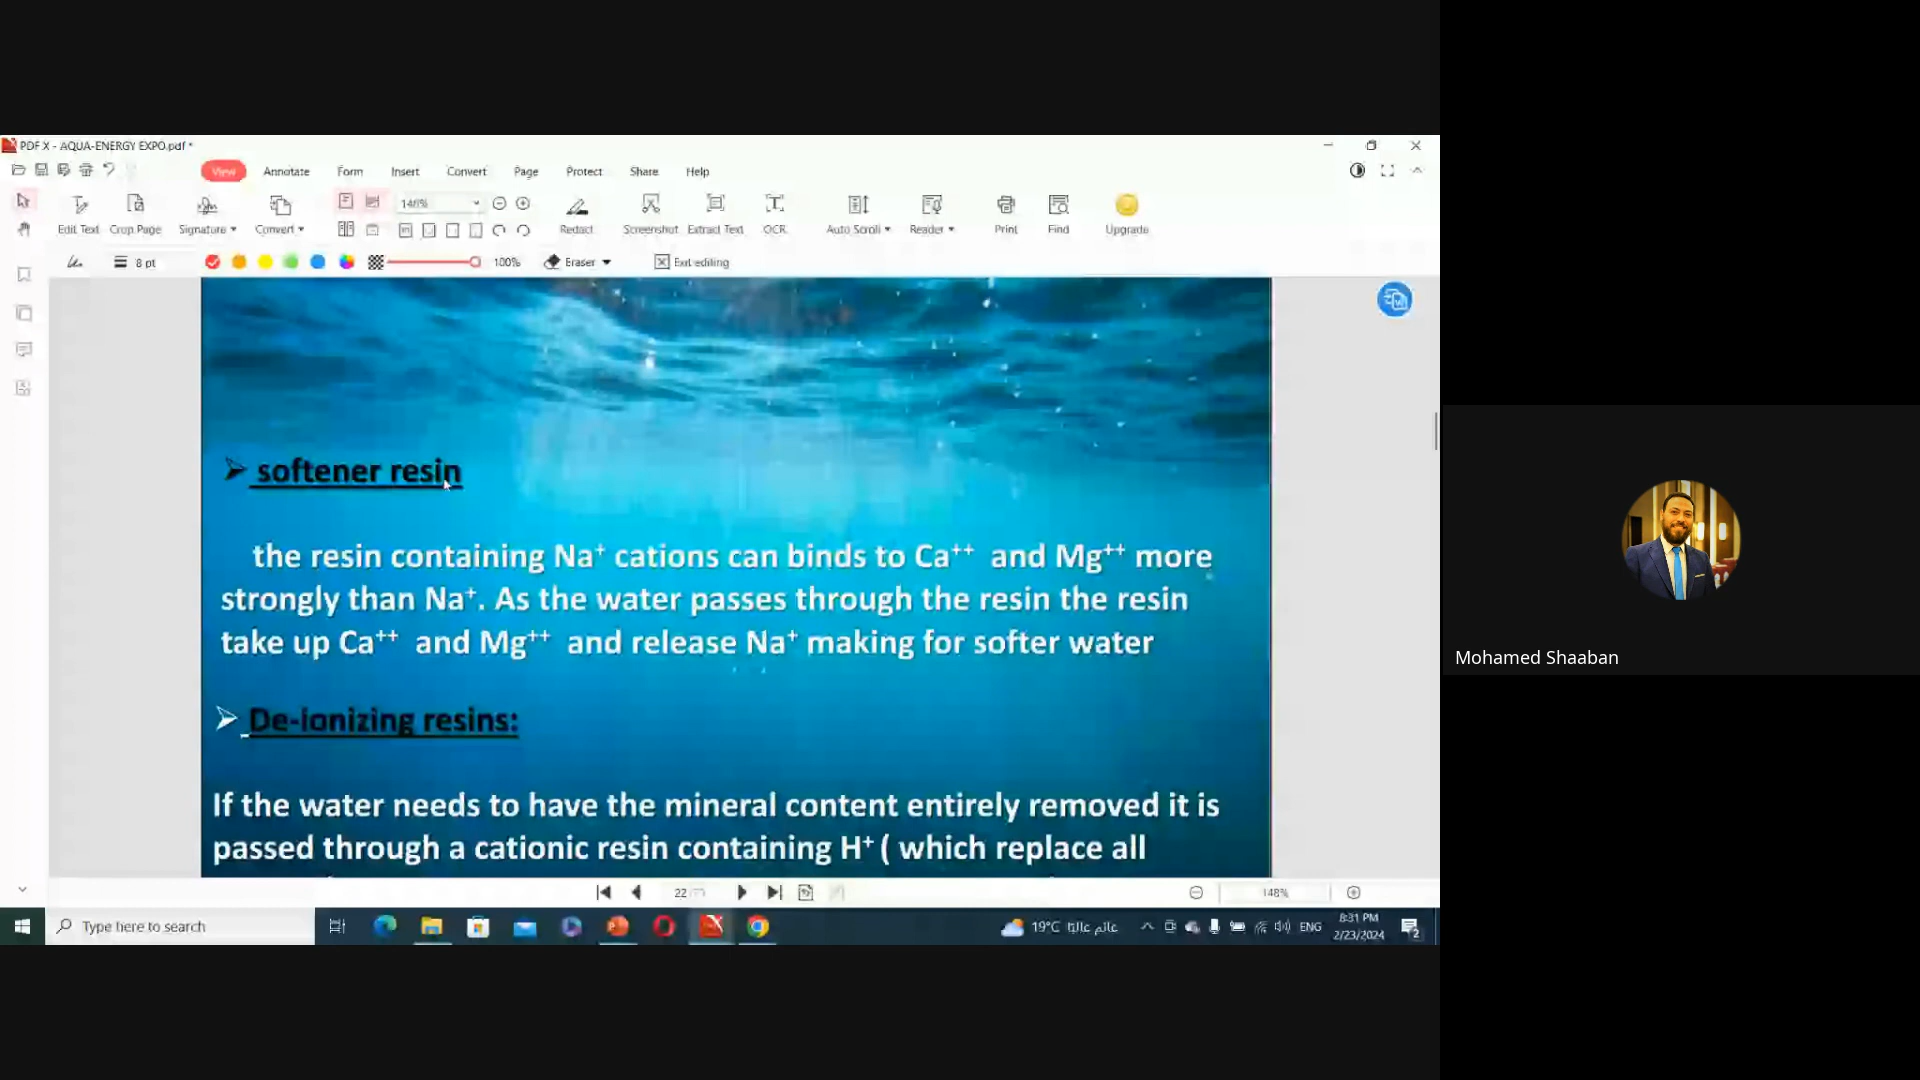 PDF X - AQUA-ENERGY EXPO.pdf *
View Annotate Form Insert Convert Page Protect Share Help
148%
Edit Text Crop Page Signature Convert Redact Screenshot Extract Text OCR Auto Scroll Reader Print Find Upgrade
8 pt 100% Eraser Exit editing
softener resin
the resin containing Na⁺ cations can binds to Ca⁺⁺ and Mg⁺⁺ more
strongly than Na⁺. As the water passes through the resin the resin
take up Ca⁺⁺ and Mg⁺⁺ and release Na⁺ making for softer water
De-ionizing resins:
If the water needs to have the mineral content entirely removed it is
passed through a cationic resin containing H⁺ ( which replace all
Mohamed Shaaban
22
148%
Type here to search
19°C غائم غالبًا ENG
8:31 PM
2/23/2024
2